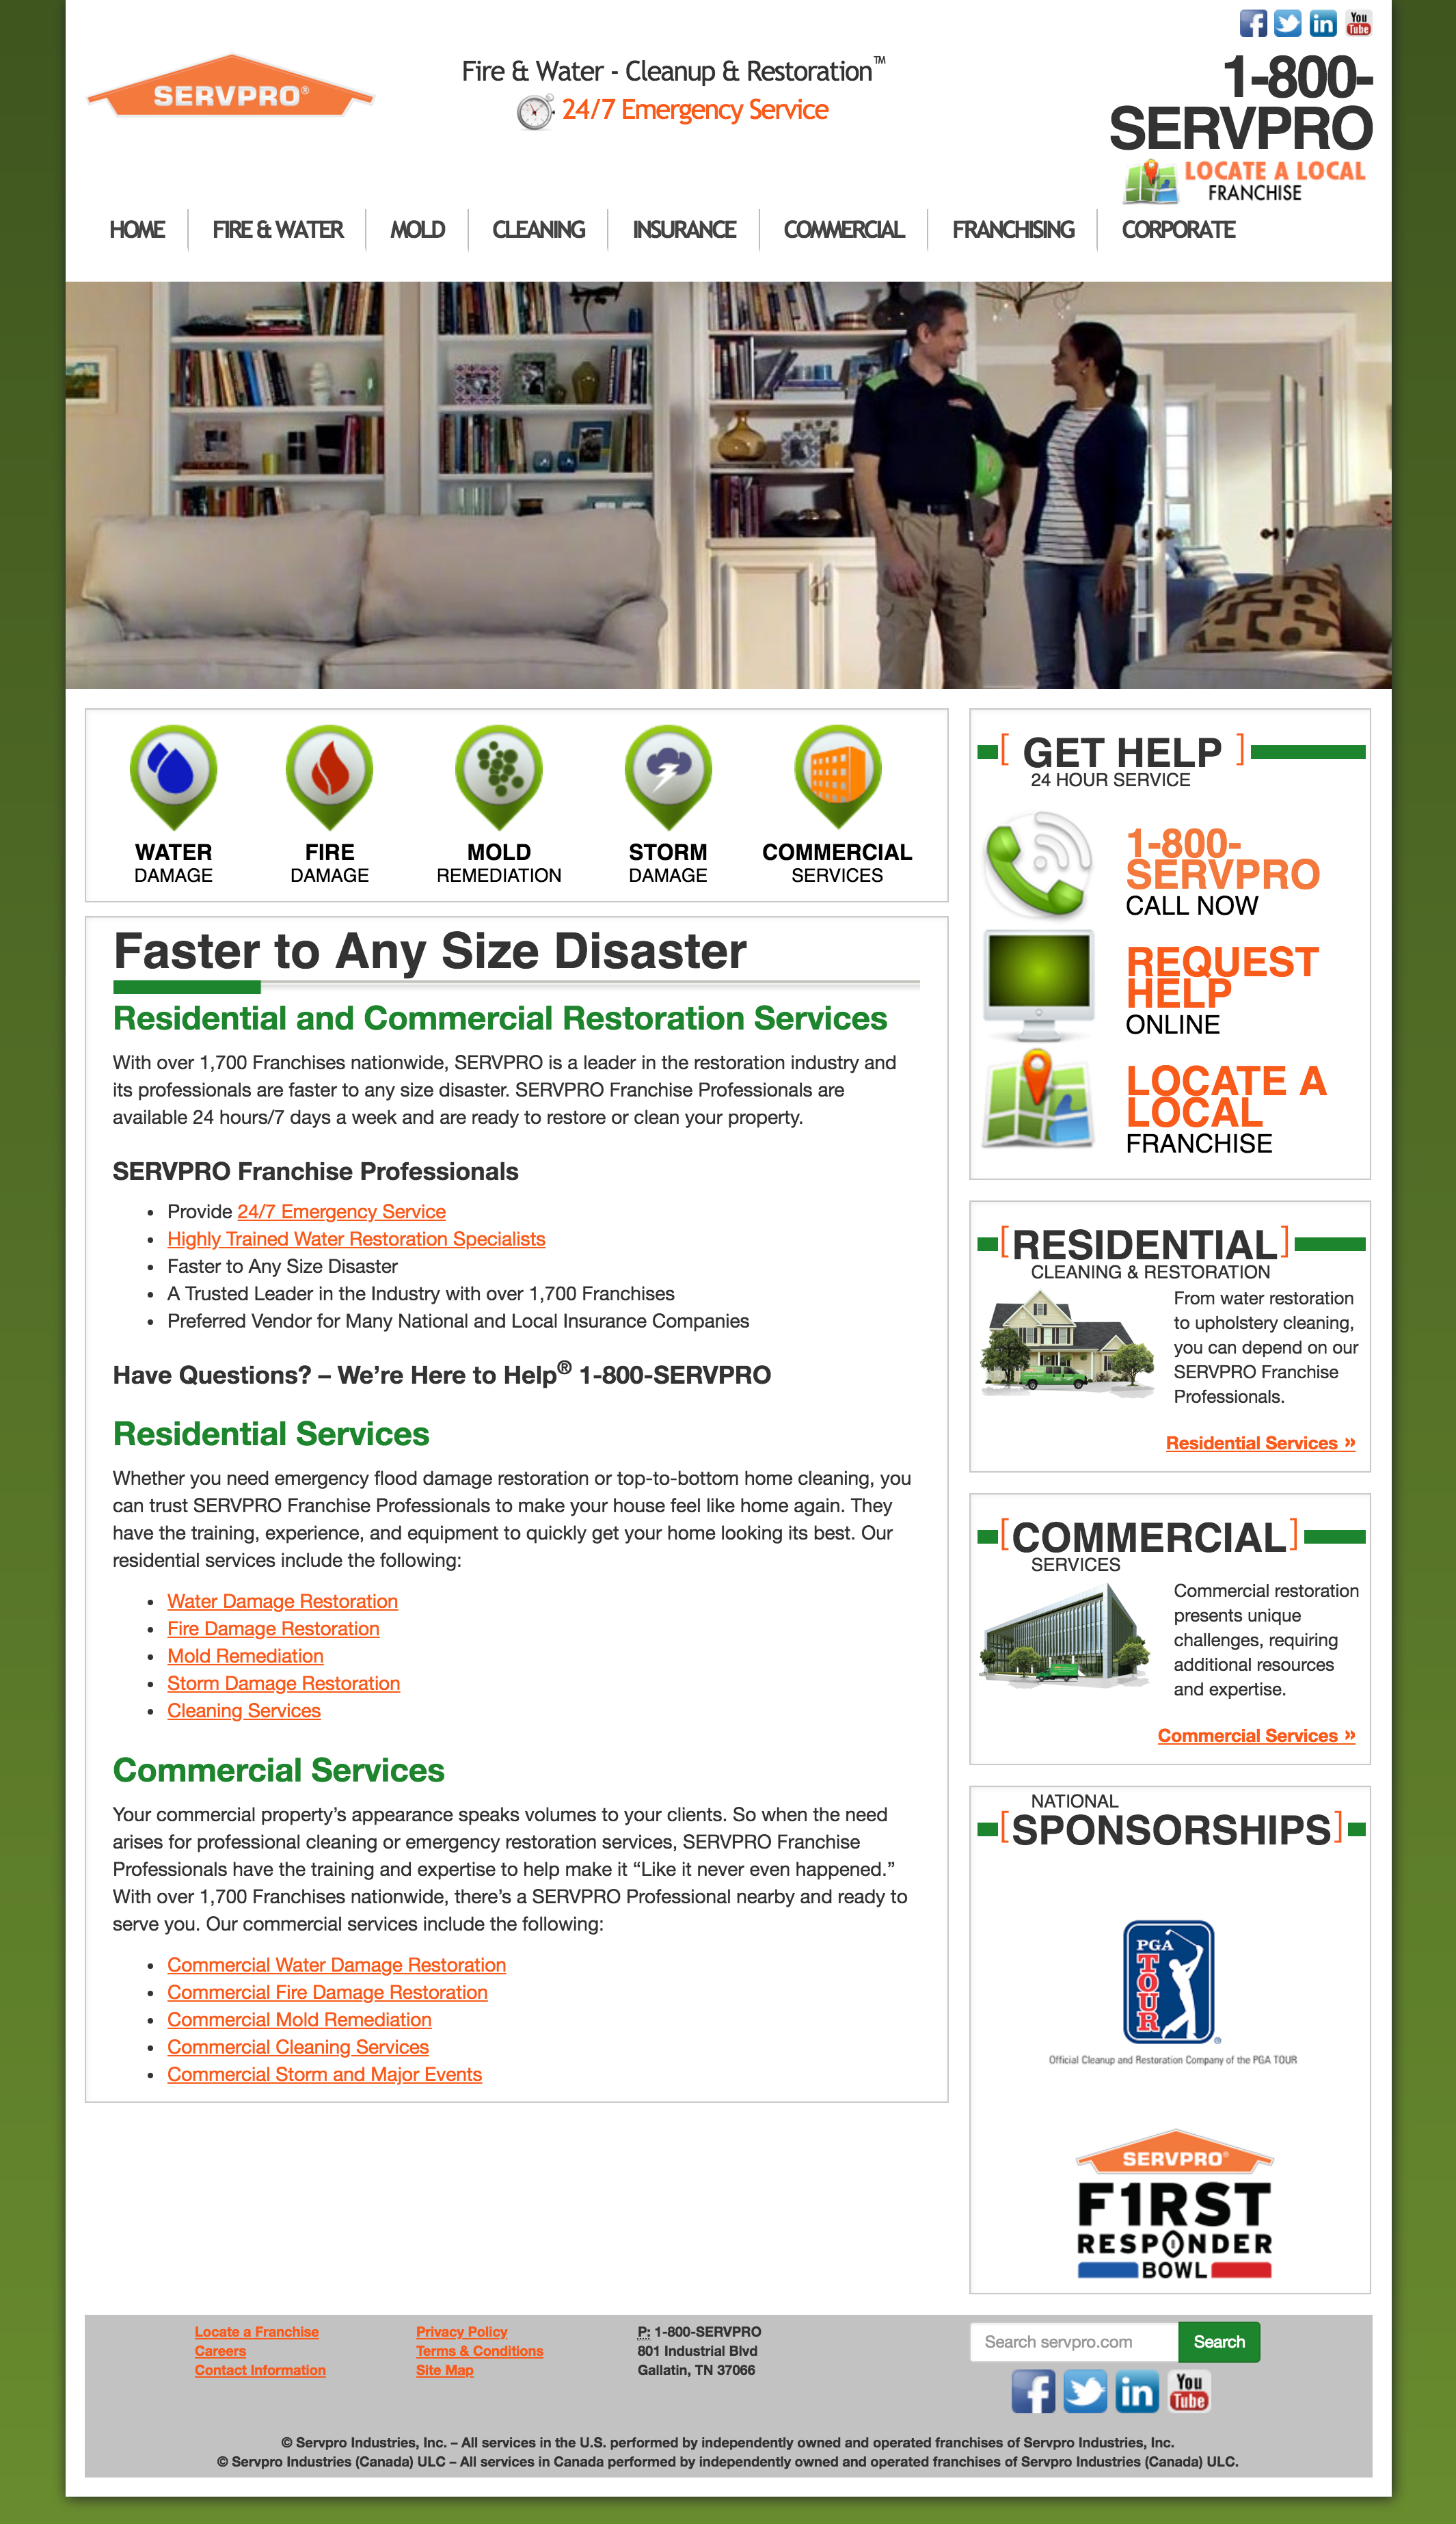 You Tube
SERVPRO®
Fire & Water - Cleanup & Restoration™
24/7 Emergency Service
1-800-
SERVPRO
LOCATE A LOCAL
FRANCHISE
HOME
FIRE & WATER
MOLD
CLEANING
INSURANCE
COMMERCIAL
FRANCHISING
CORPORATE
WATER
DAMAGE
FIRE
DAMAGE
MOLD
REMEDIATION
STORM
DAMAGE
COMMERCIAL
SERVICES
Faster to Any Size Disaster
Residential and Commercial Restoration Services
With over 1,700 Franchises nationwide, SERVPRO is a leader in the restoration industry and
its professionals are faster to any size disaster. SERVPRO Franchise Professionals are
available 24 hours/7 days a week and are ready to restore or clean your property.
SERVPRO Franchise Professionals
• Provide 24/7 Emergency Service
• Highly Trained Water Restoration Specialists
• Faster to Any Size Disaster
• A Trusted Leader in the Industry with over 1,700 Franchises
• Preferred Vendor for Many National and Local Insurance Companies
Have Questions? – We’re Here to Help® 1-800-SERVPRO
Residential Services
Whether you need emergency flood damage restoration or top-to-bottom home cleaning, you
can trust SERVPRO Franchise Professionals to make your house feel like home again. They
have the training, experience, and equipment to quickly get your home looking its best. Our
residential services include the following:
• Water Damage Restoration
• Fire Damage Restoration
• Mold Remediation
• Storm Damage Restoration
• Cleaning Services
Commercial Services
Your commercial property’s appearance speaks volumes to your clients. So when the need
arises for professional cleaning or emergency restoration services, SERVPRO Franchise
Professionals have the training and expertise to help make it “Like it never even happened.”
With over 1,700 Franchises nationwide, there’s a SERVPRO Professional nearby and ready to
serve you. Our commercial services include the following:
• Commercial Water Damage Restoration
• Commercial Fire Damage Restoration
• Commercial Mold Remediation
• Commercial Cleaning Services
• Commercial Storm and Major Events
[ GET HELP ]
24 HOUR SERVICE
1-800-
SERVPRO
CALL NOW
REQUEST
HELP
ONLINE
LOCATE A
LOCAL
FRANCHISE
[RESIDENTIAL]
CLEANING & RESTORATION
From water restoration
to upholstery cleaning,
you can depend on our
SERVPRO Franchise
Professionals.
Residential Services »
[COMMERCIAL]
SERVICES
Commercial restoration
presents unique
challenges, requiring
additional resources
and expertise.
Commercial Services »
NATIONAL
[SPONSORSHIPS]
PGA
TOUR
®
Official Cleanup and Restoration Company of the PGA TOUR
SERVPRO®
F1RST
RESPONDER
BOWL
Locate a Franchise
Careers
Contact Information
Privacy Policy
Terms & Conditions
Site Map
P: 1-800-SERVPRO
801 Industrial Blvd
Gallatin, TN 37066
Search servpro.com
Search
You Tube
© Servpro Industries, Inc. – All services in the U.S. performed by independently owned and operated franchises of Servpro Industries, Inc.
© Servpro Industries (Canada) ULC – All services in Canada performed by independently owned and operated franchises of Servpro Industries (Canada) ULC.